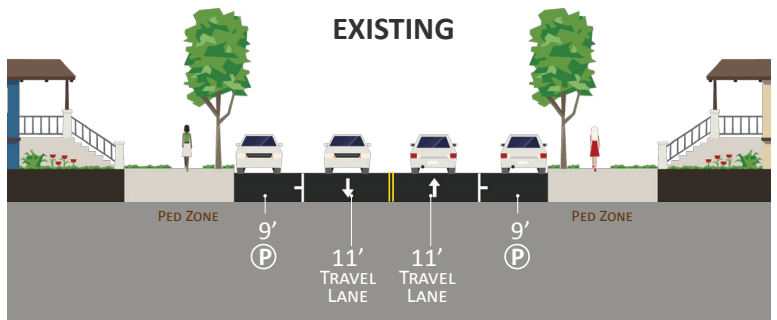 EXISTING
PED ZONE
PED ZONE
9’
P
11’
TRAVEL
LANE
11’
TRAVEL
LANE
9’
P